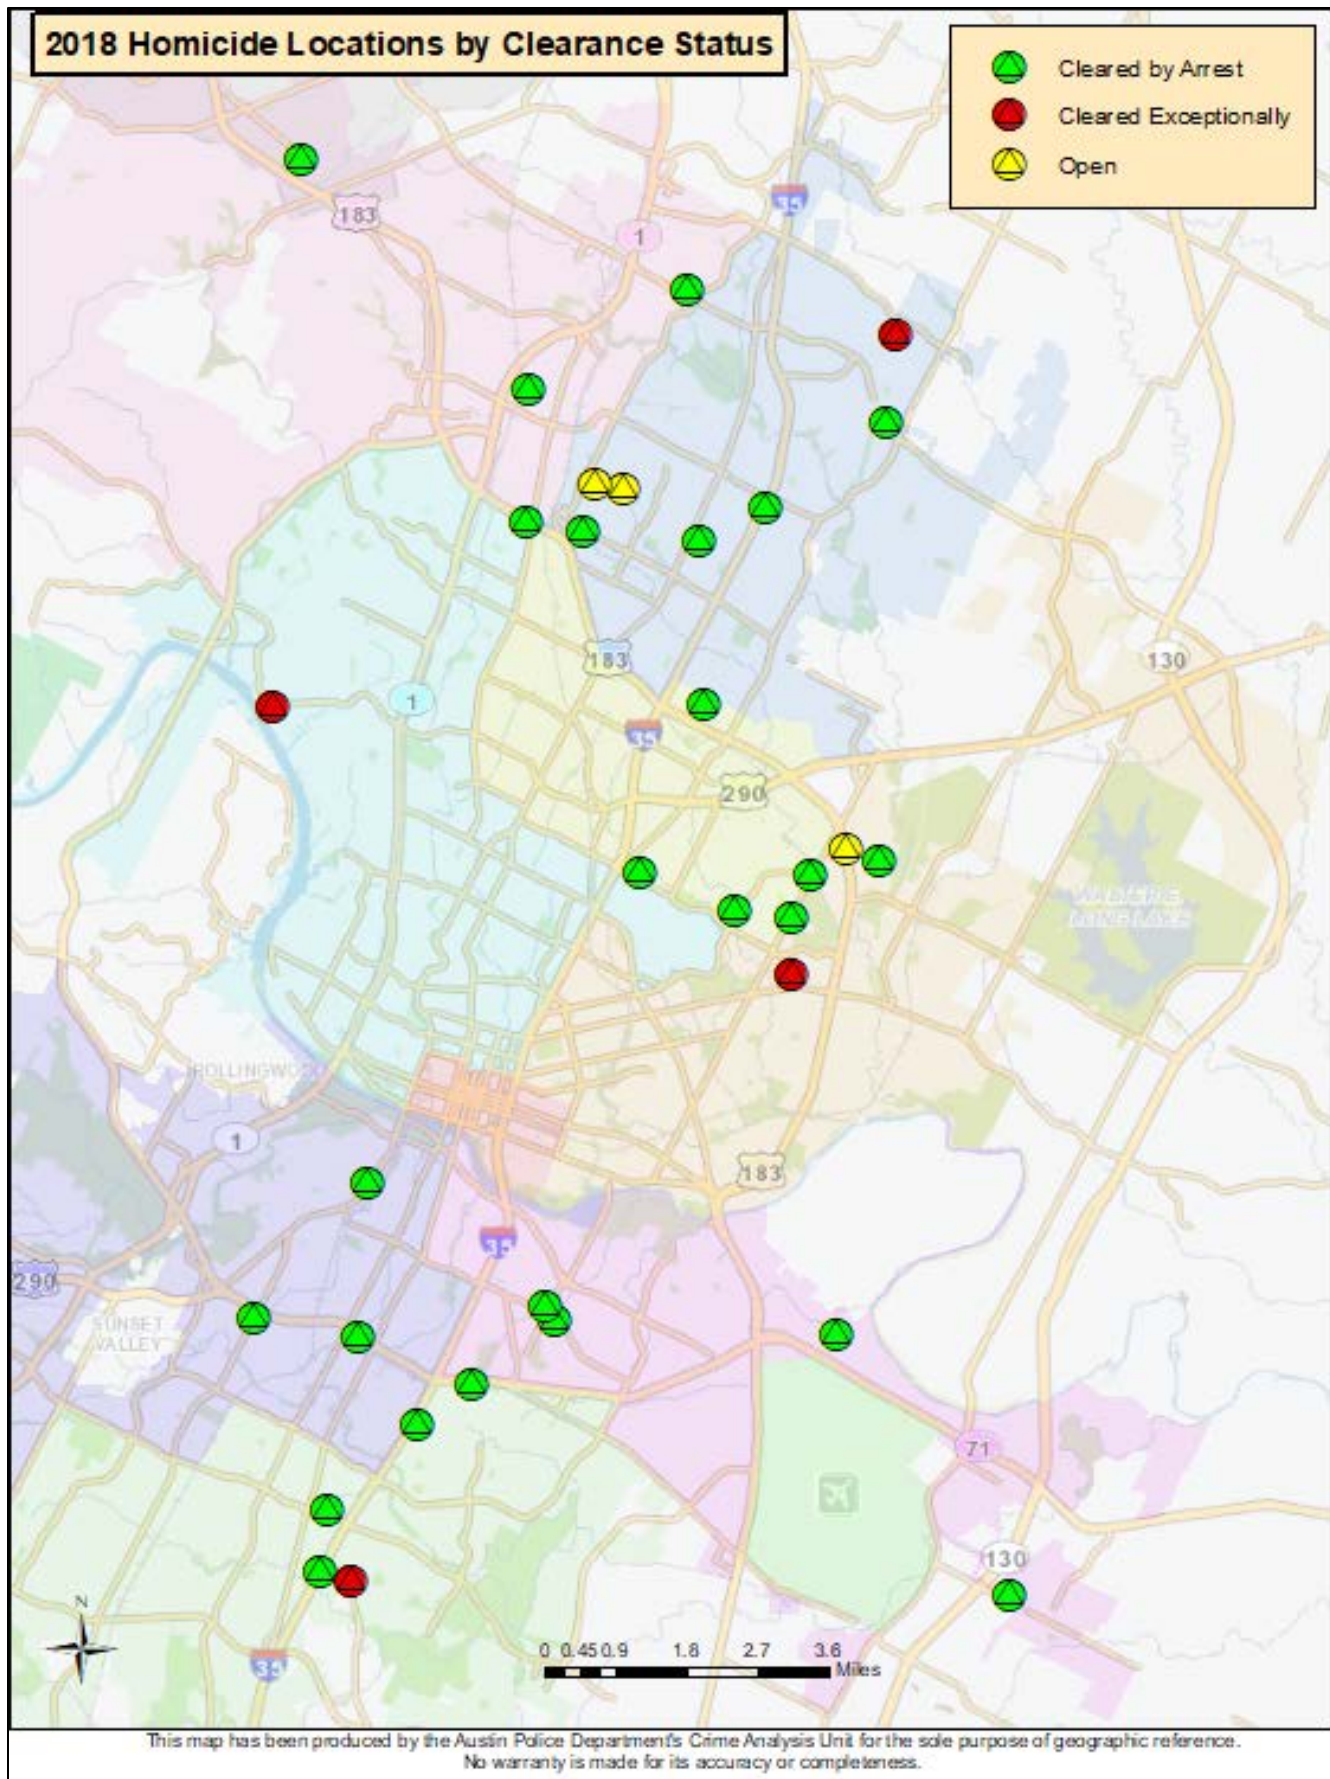 2018 Homicide Locations by Clearance Status
Cleared by Arrest
Cleared Exceptionally
Open
183
1
35
183
130
1
35
290
WALTER E
LONG LAKE
ROLLINGWOOD
1
183
35
290
SUNSET
VALLEY
71
130
N
35
0 0.45 0.9 1.8 2.7 3.6
Miles
This map has been produced by the Austin Police Department's Crime Analysis Unit for the sole purpose of geographic reference.
No warranty is made for its accuracy or completeness.